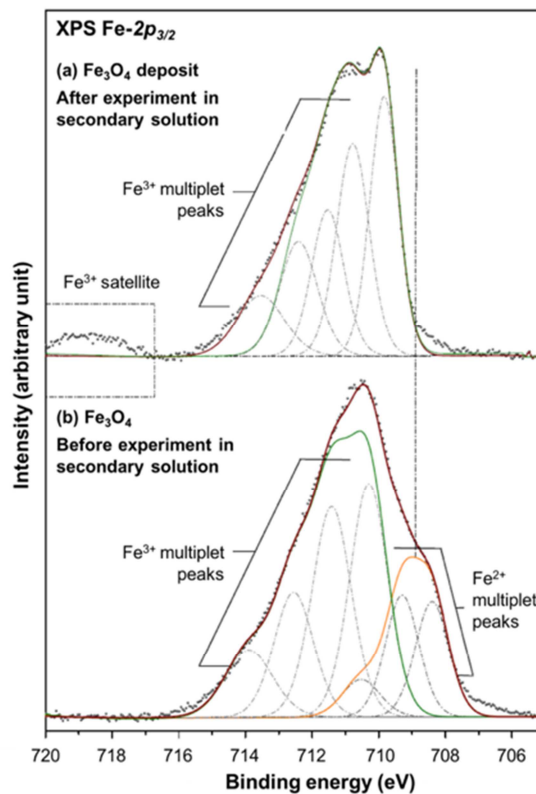 XPS Fe-2p3/2
(a) Fe3O4 deposit
After experiment in
secondary solution
Fe3+ multiplet
peaks
Fe3+ satellite
(b) Fe3O4
Before experiment in
secondary solution
Fe3+ multiplet
peaks
Fe2+
multiplet
peaks
Intensity (arbitrary unit)
720 718 716 714 712 710 708 706
Binding energy (eV)